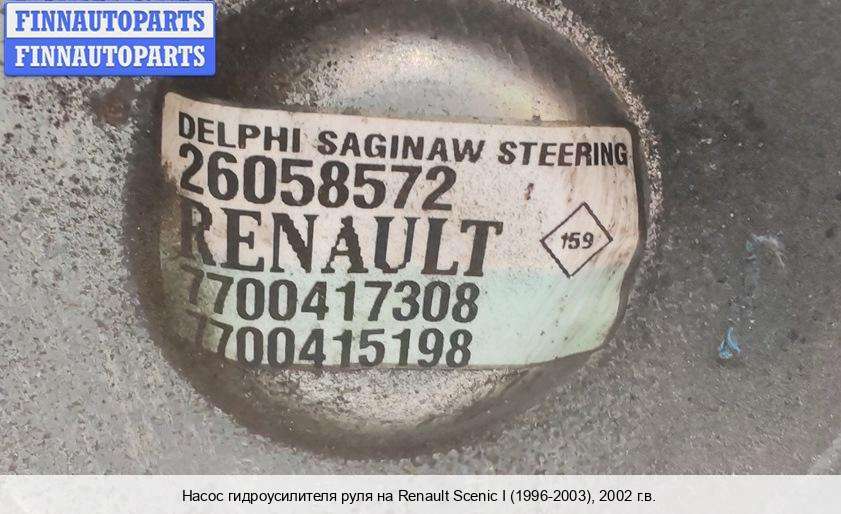 FINNAUTOPARTS
FINNAUTOPARTS
DELPHI SAGINAW STEERING
26058572
RENAULT
159
7700417308
7700415198
Насос гидроусилителя руля на Renault Scenic I (1996-2003), 2002 г.в.